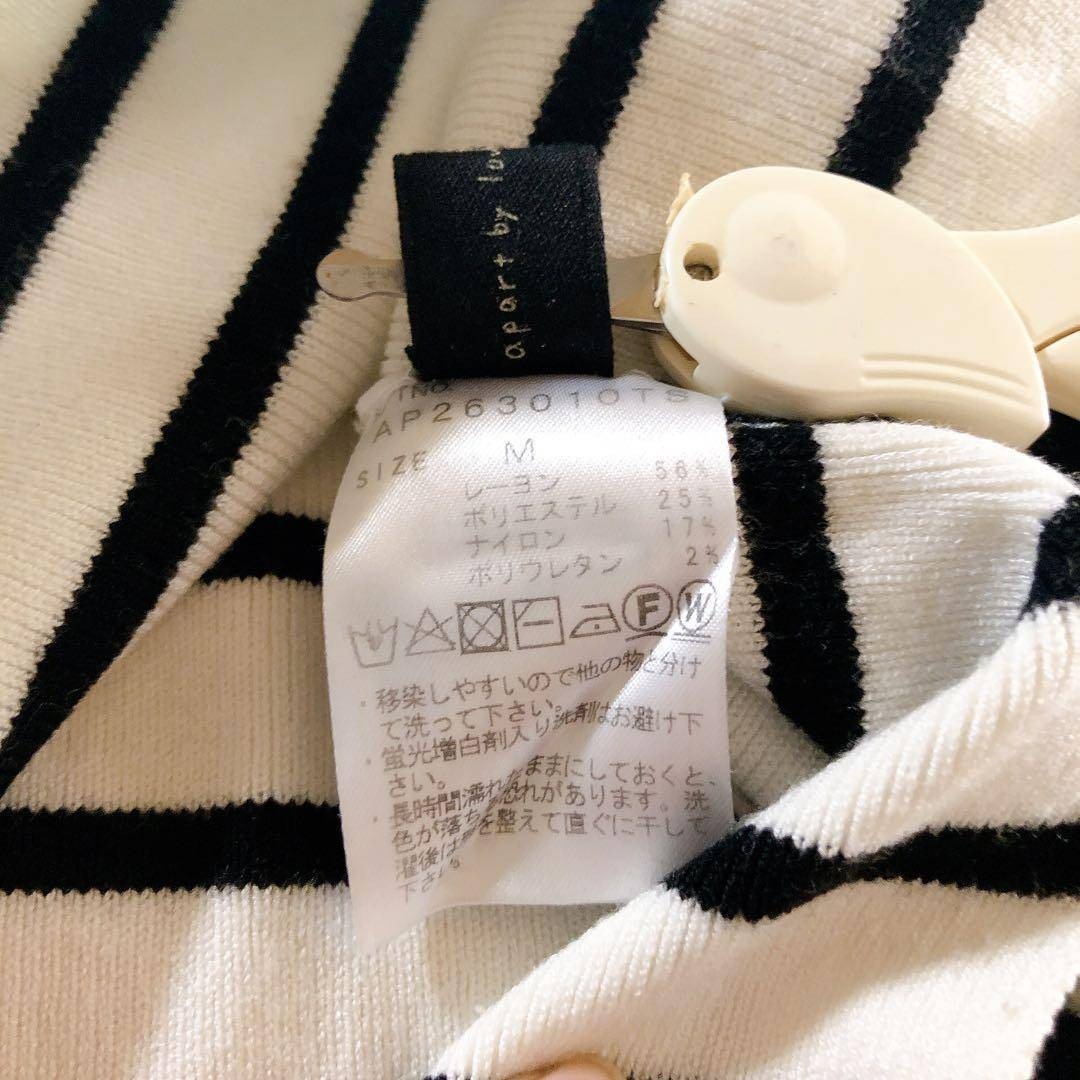 apart by
TNO
AP263010TS
SIZE M
レーヨン 56%
ポリエステル 25%
ナイロン 17%
ポリウレタン 2%
F W
・移染しやすいので他の物と分け
て洗って下さい。
・蛍光増白剤入り洗剤はお避け下
さい。
・長時間濡れたままにしておくと、
色が落ちる恐れがあります。洗
濯後は形を整えて直ぐに干して
下さい。